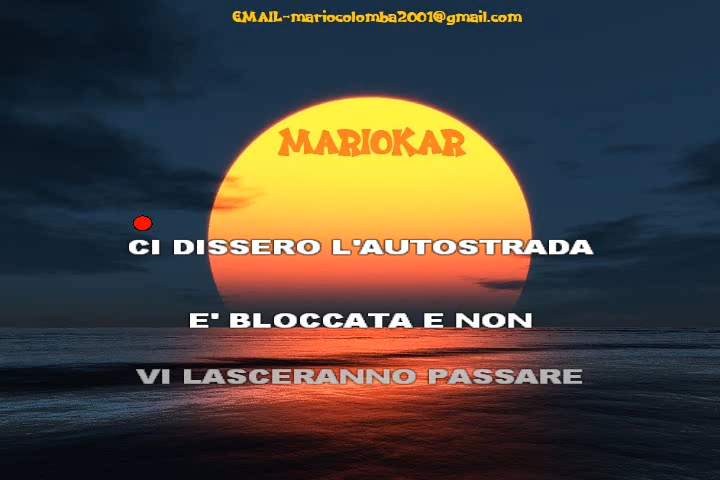 EMAIL-mariocolomba2001@gmail.com
MARIOKAR
CI DISSERO L'AUTOSTRADA
E' BLOCCATA E NON
VI LASCERANNO PASSARE